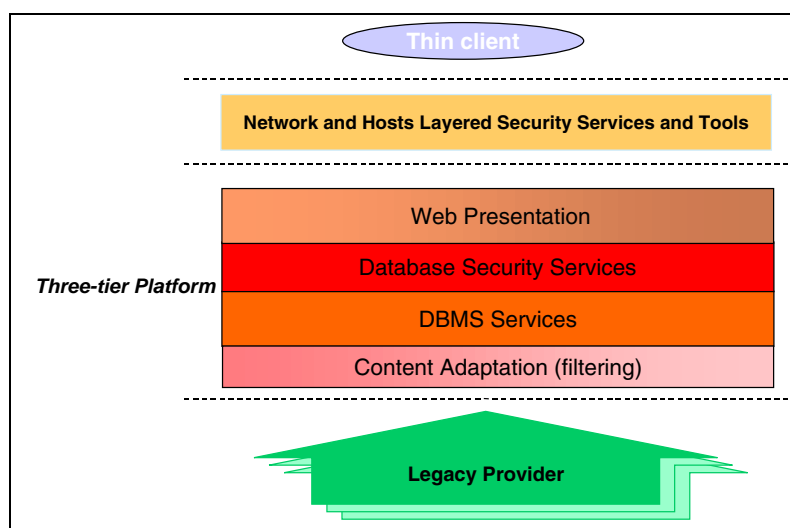 Thin client
Network and Hosts Layered Security Services and Tools
Web Presentation
Database Security Services
Three-tier Platform
DBMS Services
Content Adaptation (filtering)
Legacy Provider